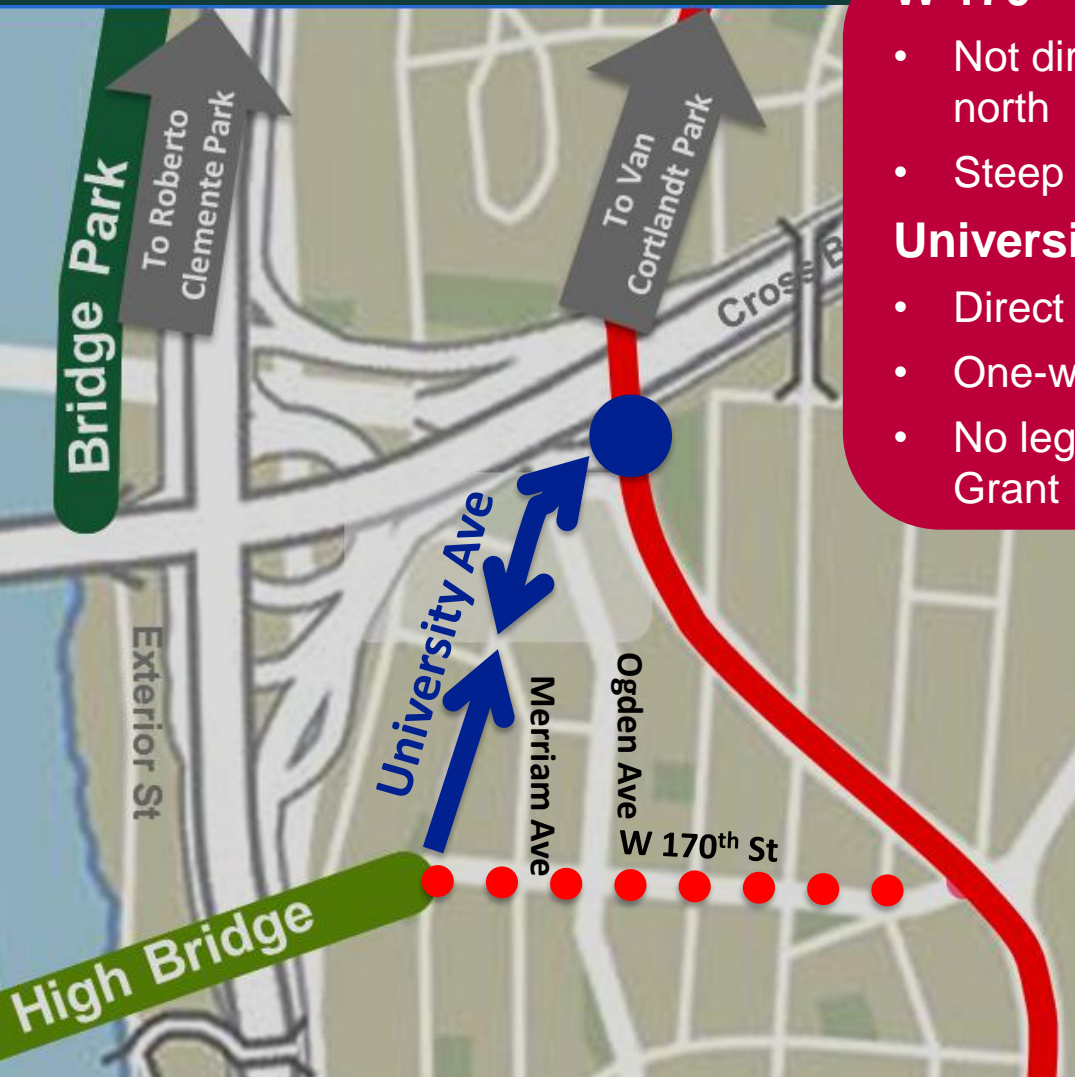 W 170
• Not dir
north
• Steep
Universi
• Direct
• One-w
• No leg
Grant
Bridge Park
To Roberto
Clemente Park
To Van
Cortlandt Park
Cross B
University Ave
Exterior St
Merriam Ave
Ogden Ave
W 170th St
High Bridge